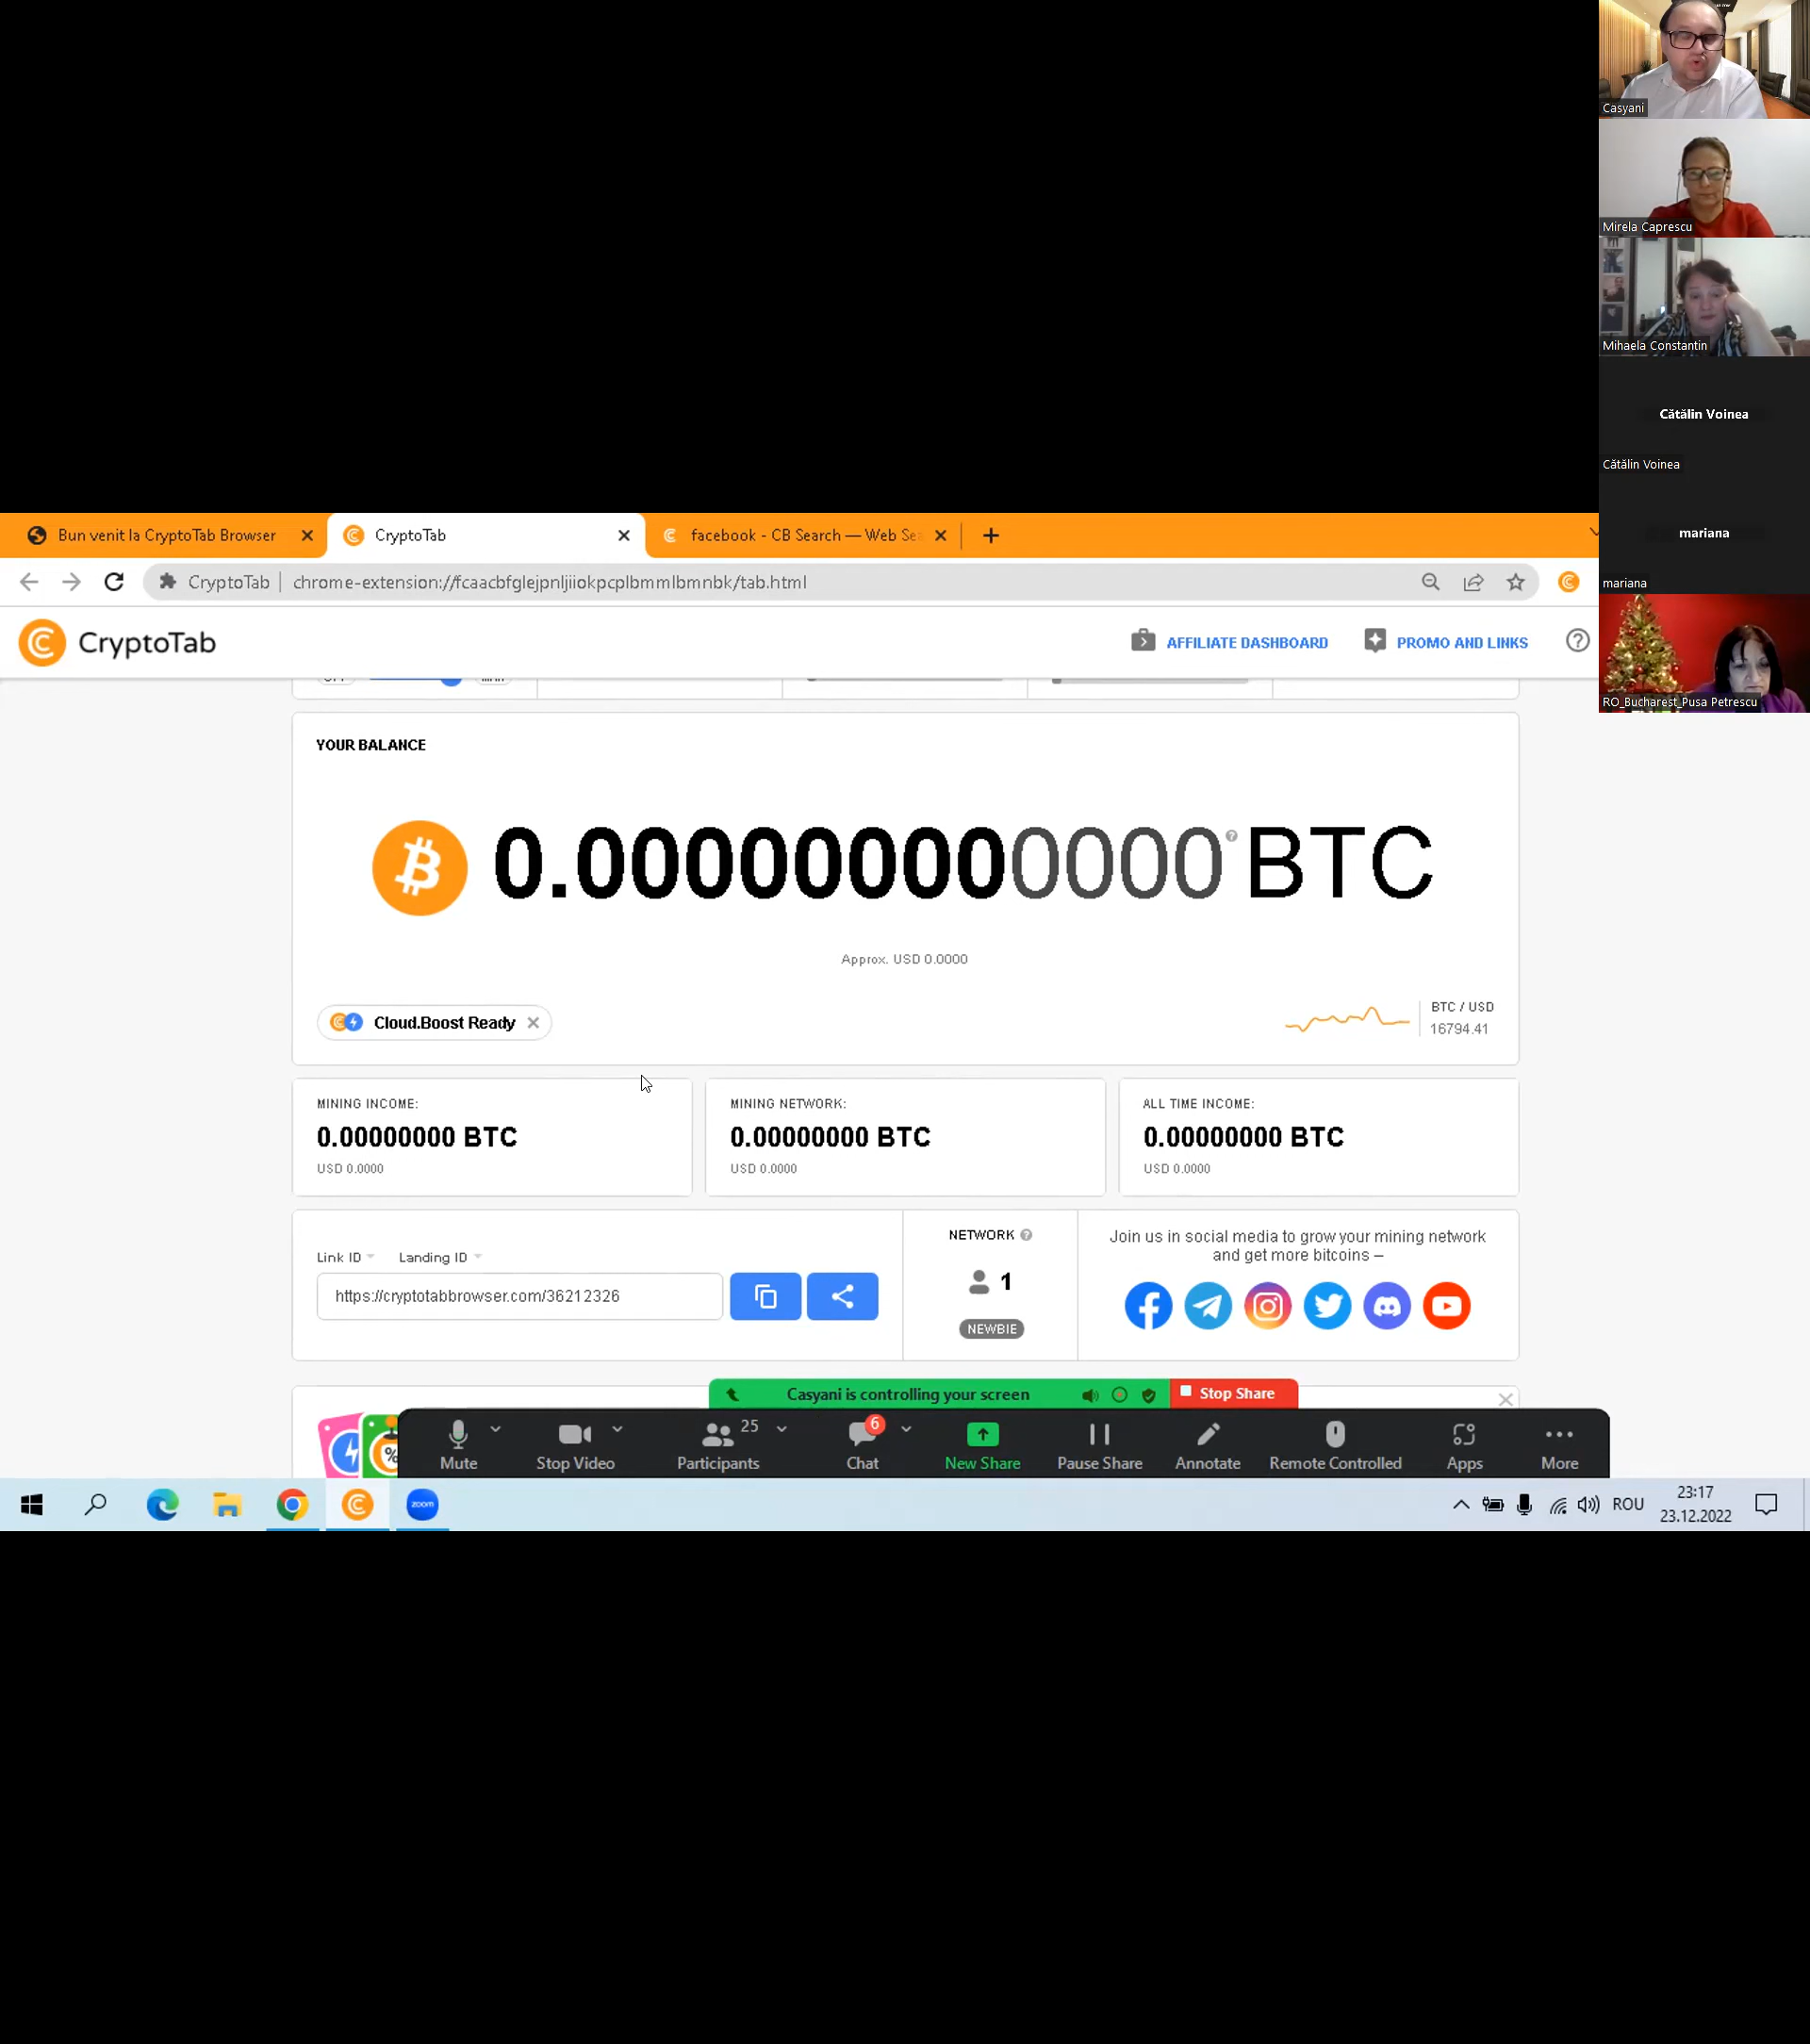 Casyani
Mirela Caprescu
Mihaela Constantin
Cătălin Voinea
Cătălin Voinea
mariana
mariana
RO_Bucharest_Pusa Petrescu
Bun venit la CryptoTab Browser
CryptoTab
facebook - CB Search — Web Sea
CryptoTab | chrome-extension://fcaacbfglejpnljiiokpcplbmmlbmnbk/tab.html
CryptoTab
AFFILIATE DASHBOARD
PROMO AND LINKS
YOUR BALANCE
0.000000000000 BTC
Approx. USD 0.0000
Cloud.Boost Ready
BTC / USD
16794.41
MINING INCOME:
0.00000000 BTC
USD 0.0000
MINING NETWORK:
0.00000000 BTC
USD 0.0000
ALL TIME INCOME:
0.00000000 BTC
USD 0.0000
Link ID
Landing ID
https://cryptotabbrowser.com/36212326
NETWORK
1
NEWBIE
Join us in social media to grow your mining network
and get more bitcoins –
Casyani is controlling your screen
Stop Share
Mute
Stop Video
25
Participants
6
Chat
New Share
Pause Share
Annotate
Remote Controlled
Apps
More
zoom
ROU
23:17
23.12.2022